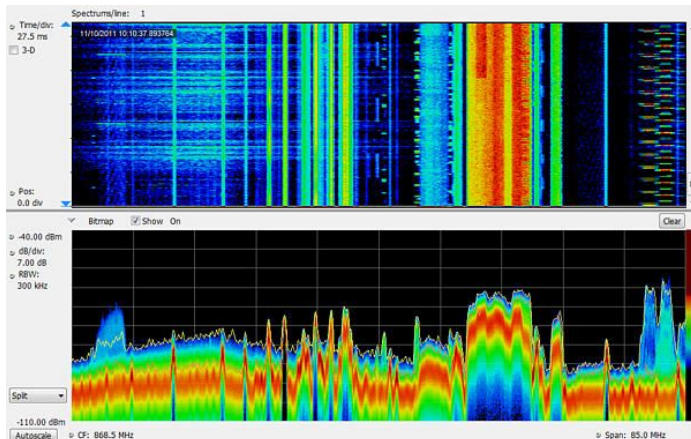 Spectrums/line: 1
Time/div:
27.5 ms
3-D
11/10/2011 10:10:37.893764
Pos:
0.0 div
Bitmap Show On Clear
-40.00 dBm
dB/div:
7.00 dB
RBW:
300 kHz
Split
-110.00 dBm
Autoscale CF: 868.5 MHz Span: 85.0 MHz